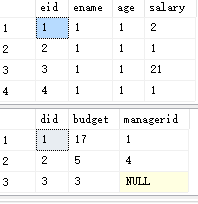 eid ename age salary
1 1 1 1 2
2 2 1 1 1
3 3 1 1 21
4 4 1 1 1
did budget managerid
1 1 17 1
2 2 5 4
3 3 3 NULL